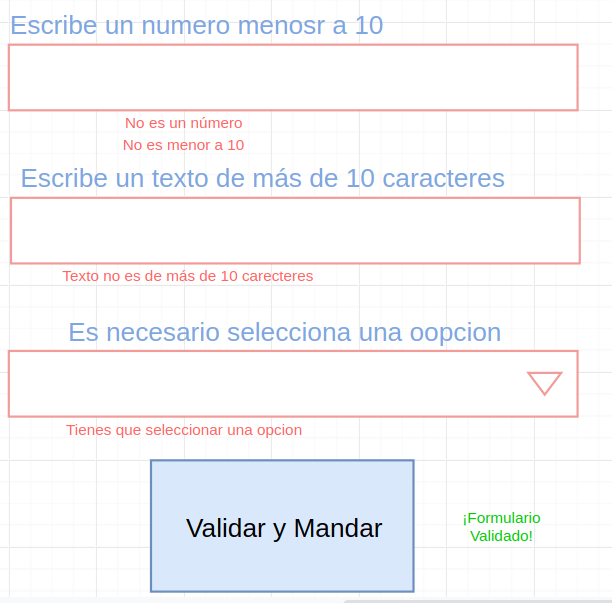 Escribe un numero menosr a 10
No es un número
No es menor a 10
Escribe un texto de más de 10 caracteres
Texto no es de más de 10 carecteres
Es necesario selecciona una oopcion
Tienes que seleccionar una opcion
Validar y Mandar
¡Formulario
Validado!